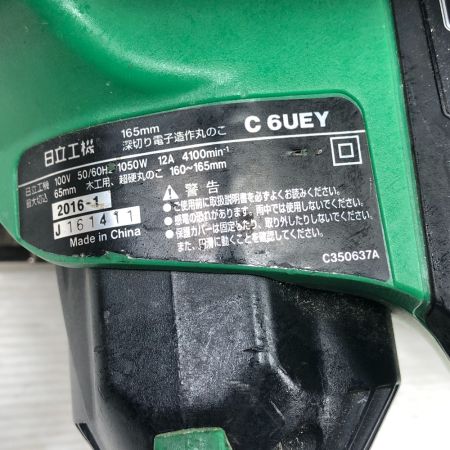 日立工機 165mm 深切り電子造作丸のこ C 6UEY
日立工機 100V 50/60Hz 1050W 12A 4100min⁻¹
最大切込 65mm 木工用、超硬丸のこ 160~165mm
2016-1
J 161411
Made in China
⚠ 警告
●ご使用前に取扱説明書を必ずよくお読みください。
●感電の恐れがあります。雨中では使用しないでください。
●保護カバーは固定したり、取り外したりしないでください。
また、円滑に動くことを確認してください。
C350637A